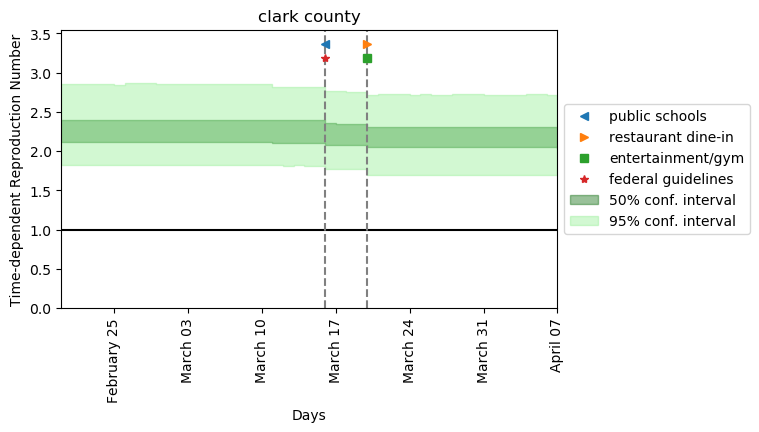 clark county
Time-dependent Reproduction Number
3.5
3.0
2.5
2.0
1.5
1.0
0.5
0.0
February 25
March 03
March 10
March 17
March 24
March 31
April 07
Days
public schools
restaurant dine-in
entertainment/gym
federal guidelines
50% conf. interval
95% conf. interval